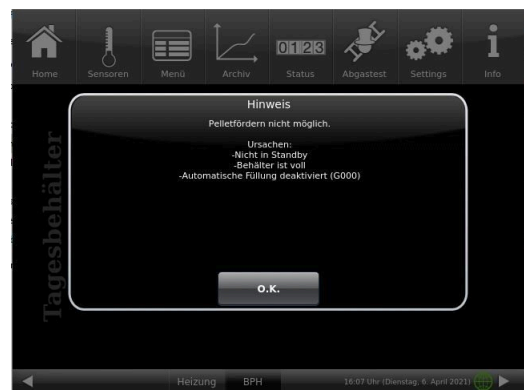 0123
Home Sensoren Menü Archiv Status Abgastest Settings Info
Tagesbehälter
Hinweis
Pelletfördern nicht möglich.
Ursachen:
-Nicht in Standby
-Behälter ist voll
-Automatische Füllung deaktiviert (G000)
O.K.
Heizung BPH 16:07 Uhr (Dienstag, 6. April 2021)